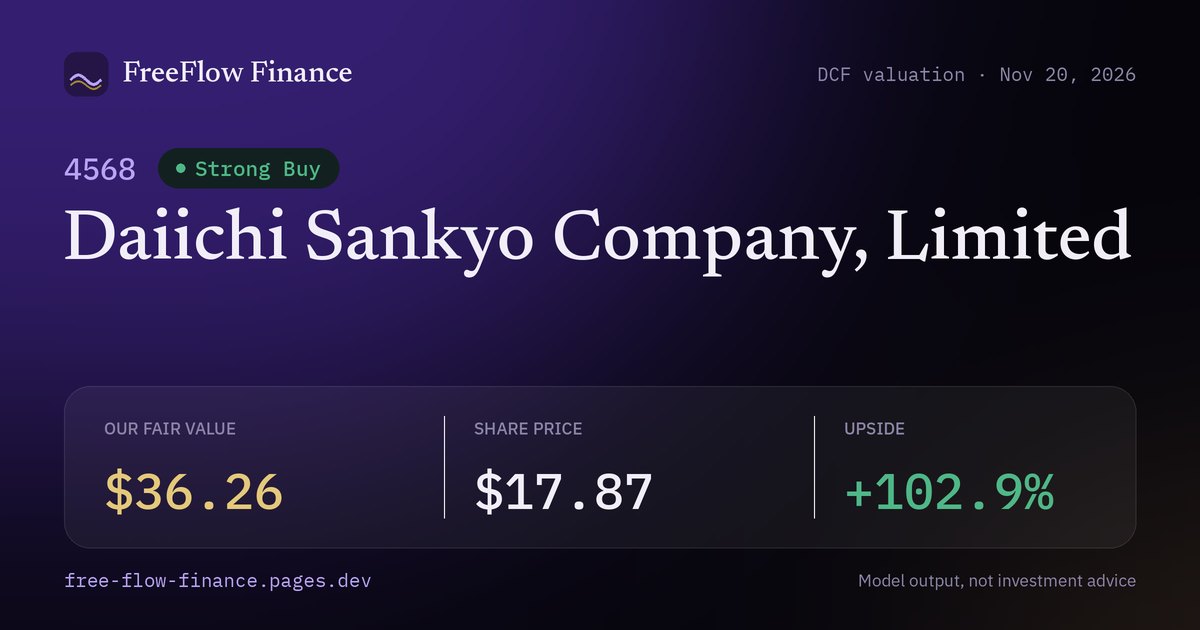 FreeFlow Finance
DCF valuation · Nov 20, 2026
4568
Strong Buy
Daiichi Sankyo Company, Limited
OUR FAIR VALUE
$36.26
SHARE PRICE
$17.87
UPSIDE
+102.9%
free-flow-finance.pages.dev
Model output, not investment advice